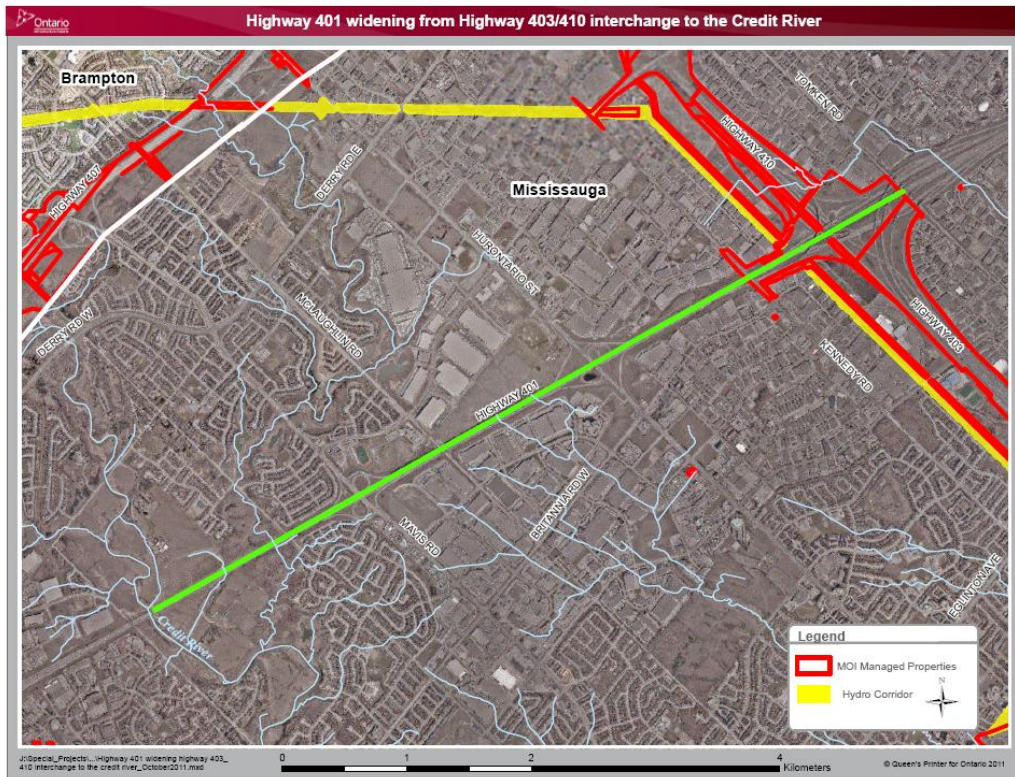 Ontario
Highway 401 widening from Highway 403/410 interchange to the Credit River
Brampton
TOMKEN RD
HIGHWAY 410
HIGHWAY 407
DERRY RD E
Mississauga
HURONTARIO ST
DERRY RD W
MCLAUGHLIN RD
HIGHWAY 403
KENNEDY RD
HIGHWAY 401
BRITANNIA RD W
MAVIS RD
EGLINTON AVE
Credit River
Legend
MOI Managed Properties
Hydro Corridor
N
J:\Special_Projects\...\Highway 401 widening highway 403_
410 interchange to the credit river_October2011.mxd
0 1 2 4
Kilometers
© Queen's Printer for Ontario 2011